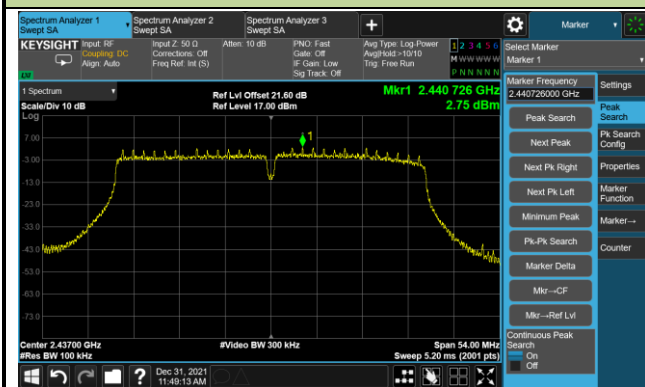 Spectrum Analyzer 1
Swept SA
Spectrum Analyzer 2
Swept SA
Spectrum Analyzer 3
Swept SA
+
Marker
KEYSIGHT
Input: RF
Coupling: DC
Align: Auto
Input Z: 50 Ω
Corrections: Off
Freq Ref: Int (S)
Atten: 10 dB
PNO: Fast
Gate: Off
IF Gain: Low
Sig Track: Off
Avg Type: Log-Power
Avg|Hold >10/10
Trig: Free Run
1 2 3 4 5 6
M W W W W W
P N N N N N
Select Marker
Marker 1
1 Spectrum
Scale/Div 10 dB
Log
Ref Lvl Offset 21.60 dB
Ref Level 17.00 dBm
Mkr1 2.440 726 GHz
2.75 dBm
7.00
-3.00
-13.0
-23.0
-33.0
-43.0
-53.0
-63.0
-73.0
1
Center 2.43700 GHz
#Res BW 100 kHz
#Video BW 300 kHz
Span 54.00 MHz
Sweep 5.20 ms (2001 pts)
Marker Frequency
2.440726000 GHz
Peak Search
Next Peak
Next Pk Right
Next Pk Left
Minimum Peak
Pk-Pk Search
Marker Delta
Mkr→CF
Mkr→Ref Lvl
Continuous Peak
Search
On
Off
Settings
Peak
Search
Pk Search
Config
Properties
Marker
Function
Marker→
Counter
?
Dec 31, 2021
11:49:13 AM